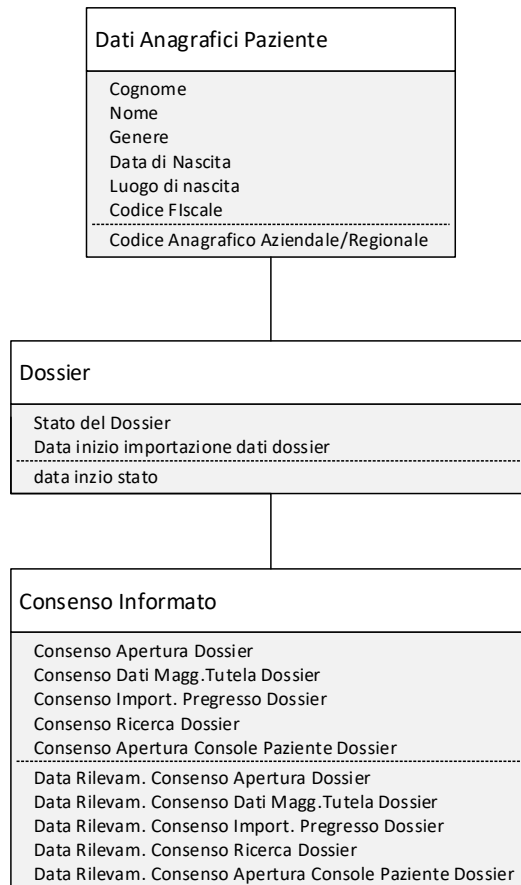 Dati Anagrafici Paziente
Cognome
Nome
Genere
Data di Nascita
Luogo di nascita
Codice FIscale
Codice Anagrafico Aziendale/Regionale
Dossier
Stato del Dossier
Data inizio importazione dati dossier
data inzio stato
Consenso Informato
Consenso Apertura Dossier
Consenso Dati Magg.Tutela Dossier
Consenso Import. Pregresso Dossier
Consenso Ricerca Dossier
Consenso Apertura Console Paziente Dossier
Data Rilevam. Consenso Apertura Dossier
Data Rilevam. Consenso Dati Magg.Tutela Dossier
Data Rilevam. Consenso Import. Pregresso Dossier
Data Rilevam. Consenso Ricerca Dossier
Data Rilevam. Consenso Apertura Console Paziente Dossier